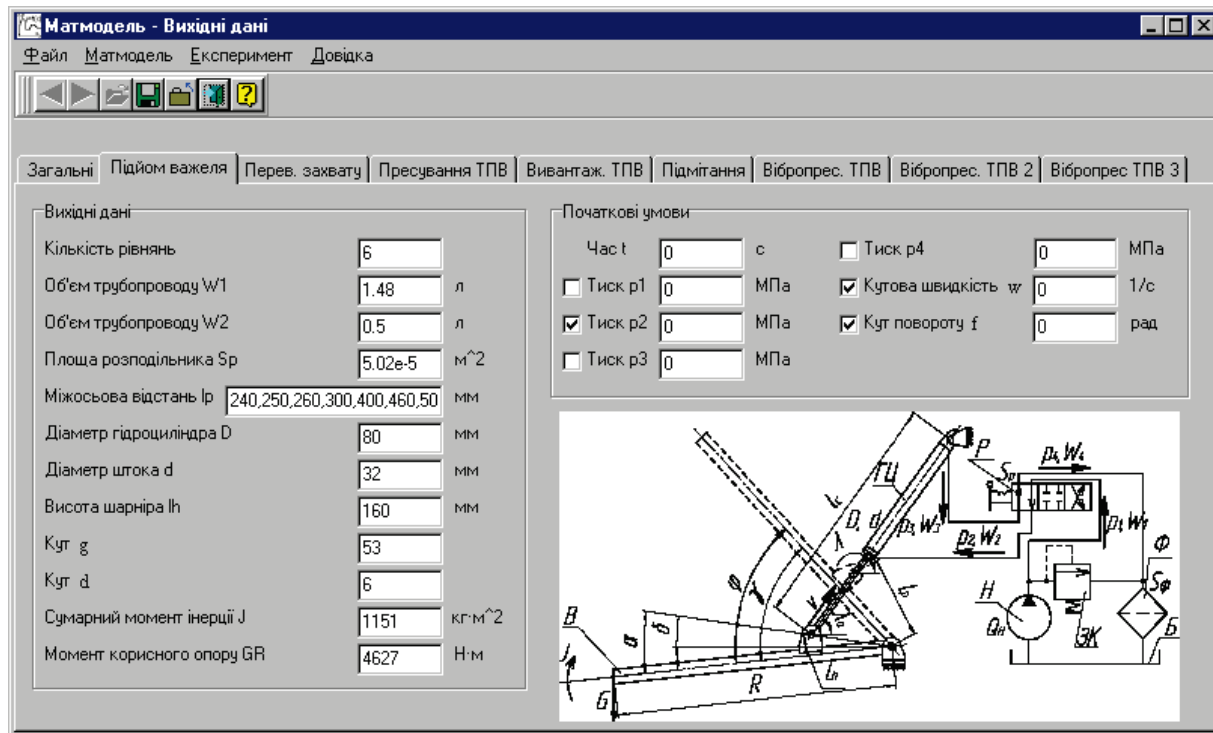 Матмодель - Вихідні дані
Файл Матмодель Експеримент Довідка
Загальні Підйом важеля Перев. захвату Пресування ТПВ Вивантаж. ТПВ Підмітання Вібропрес. ТПВ Вібропрес. ТПВ 2 Вібропрес ТПВ 3
Вихідні дані
Кількість рівнянь 6
Об'єм трубопроводу W1 1.48 л
Об'єм трубопроводу W2 0.5 л
Площа розподільника Sp 5.02e-5 м^2
Міжосьова відстань lp 240,250,260,300,400,460,50 мм
Діаметр гідроциліндра D 80 мм
Діаметр штока d 32 мм
Висота шарніра lh 160 мм
Кут g 53
Кут d 6
Сумарний момент інерції J 1151 кг·м^2
Момент корисного опору GR 4627 Н·м
Початкові умови
Час t 0 с Тиск p4 0 МПа
Тиск p1 0 МПа Кутова швидкість w 0 1/с
Тиск p2 0 МПа Кут повороту f 0 рад
Тиск p3 0 МПа
P
Sp
p4 W4
ГЦ
D, d
p3 W3
p2 W2
p1 W1
λ
φ
γ
Ф
Sф
Н
Qн
ЗК
Б
В
α
δ
J
R
G